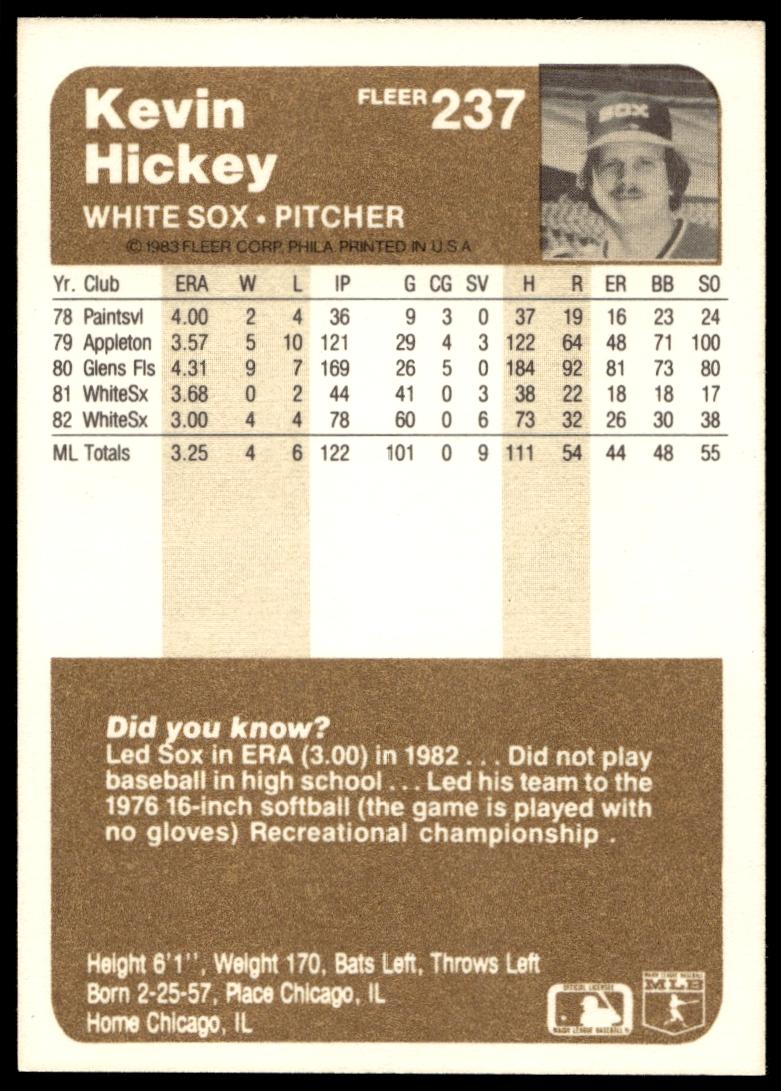 Kevin
Hickey
FLEER 237
SOX
WHITE SOX • PITCHER
© 1983 FLEER CORP. PHILA. PRINTED IN U.S.A.
Yr. Club ERA W L IP G CG SV H R ER BB SO
78 Paintsvl 4.00 2 4 36 9 3 0 37 19 16 23 24
79 Appleton 3.57 5 10 121 29 4 3 122 64 48 71 100
80 Glens Fls 4.31 9 7 169 26 5 0 184 92 81 73 80
81 WhiteSx 3.68 0 2 44 41 0 3 38 22 18 18 17
82 WhiteSx 3.00 4 4 78 60 0 6 73 32 26 30 38
ML Totals 3.25 4 6 122 101 0 9 111 54 44 48 55
Did you know?
Led Sox in ERA (3.00) in 1982 . . . Did not play
baseball in high school . . . Led his team to the
1976 16-inch softball (the game is played with
no gloves) Recreational championship .
Height 6'1'', Weight 170, Bats Left, Throws Left
Born 2-25-57, Place Chicago, IL
Home Chicago, IL
OFFICIAL LICENSEE
MAJOR LEAGUE BASEBALL
MAJOR LEAGUE BASEBALL
MLB